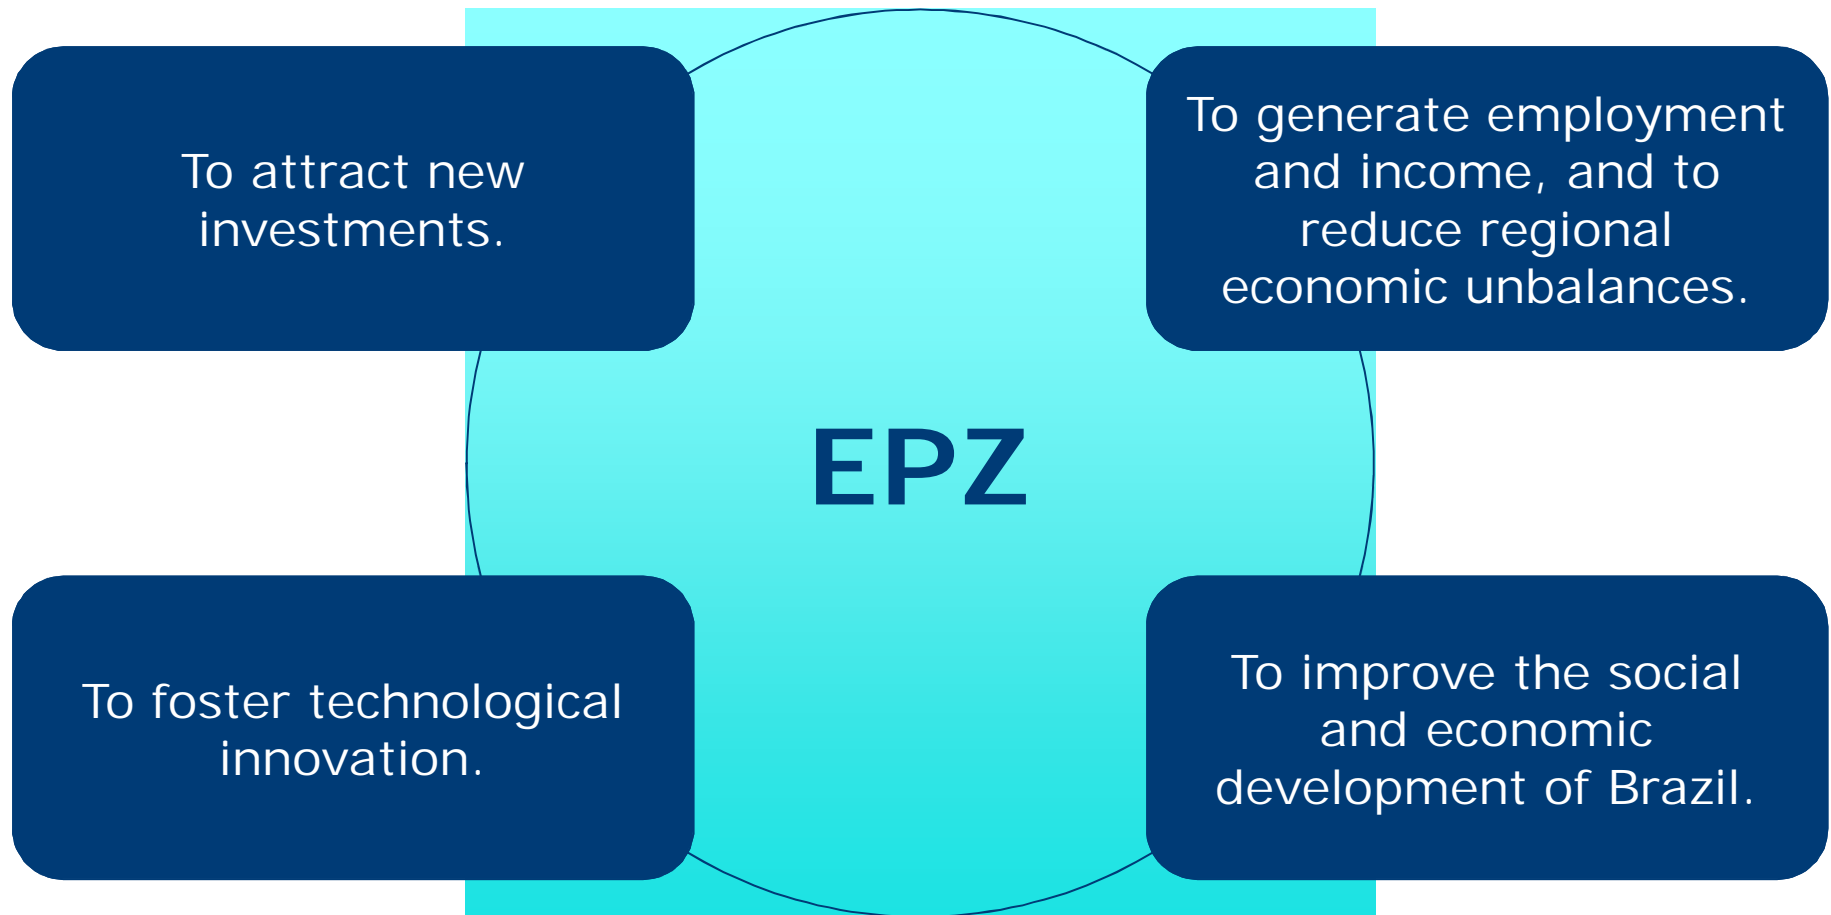 To attract new
investments.
To generate employment
and income, and to
reduce regional
economic unbalances.
EPZ
To foster technological
innovation.
To improve the social
and economic
development of Brazil.